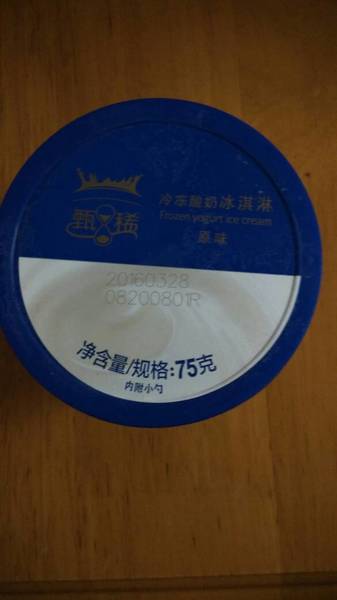 甄稀
冷冻酸奶冰淇淋
Frozen yogurt ice cream
原味
20160328
08200801R
净含量/规格:75克
内附小勺